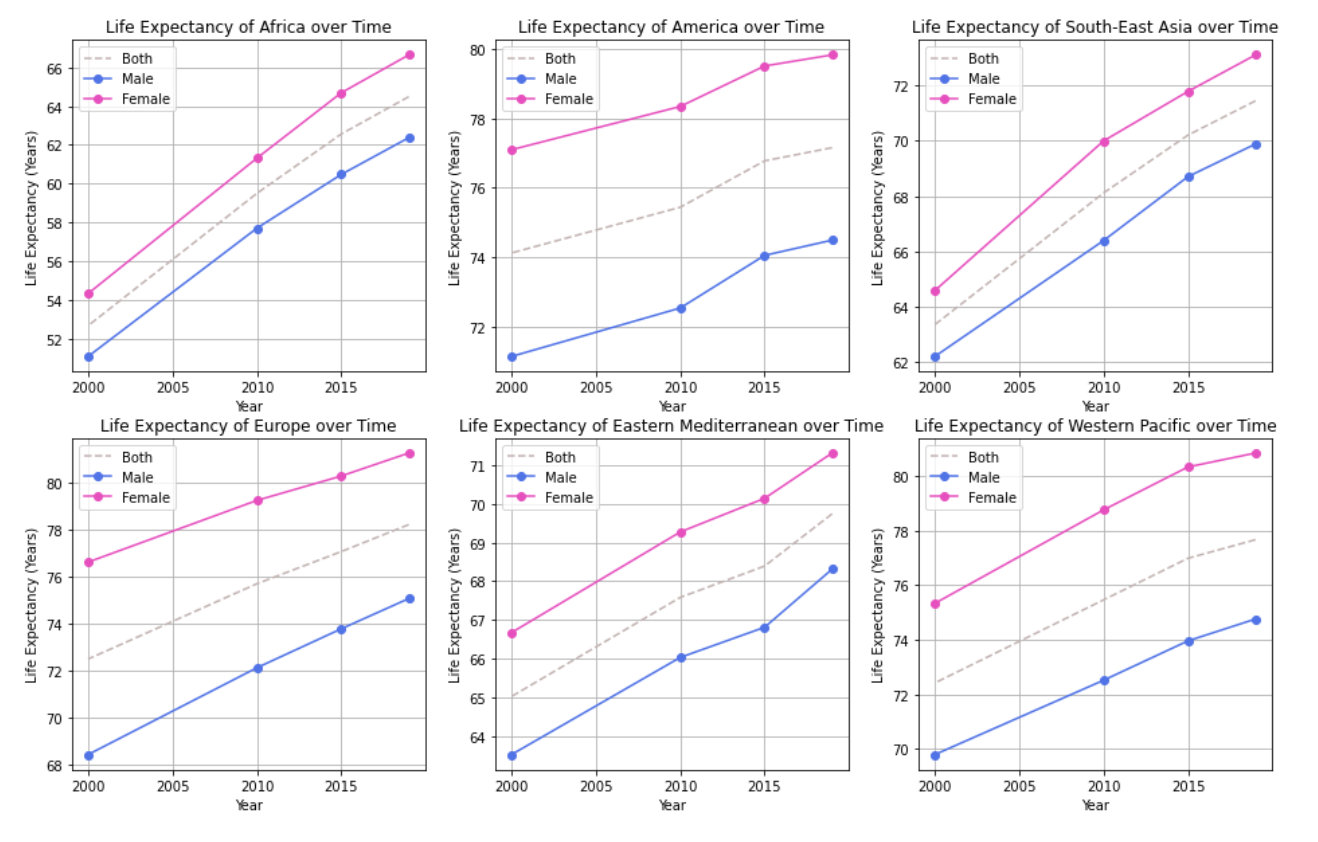 Life Expectancy of Africa over Time
Both
Male
Female
66
64
62
60
58
56
54
52
Life Expectancy (Years)
2000 2005 2010 2015
Year
Life Expectancy of America over Time
Both
Male
Female
80
78
76
74
72
Life Expectancy (Years)
2000 2005 2010 2015
Year
Life Expectancy of South-East Asia over Time
Both
Male
Female
72
70
68
66
64
62
Life Expectancy (Years)
2000 2005 2010 2015
Year
Life Expectancy of Europe over Time
Both
Male
Female
80
78
76
74
72
70
68
Life Expectancy (Years)
2000 2005 2010 2015
Year
Life Expectancy of Eastern Mediterranean over Time
Both
Male
Female
71
70
69
68
67
66
65
64
Life Expectancy (Years)
2000 2005 2010 2015
Year
Life Expectancy of Western Pacific over Time
Both
Male
Female
80
78
76
74
72
70
Life Expectancy (Years)
2000 2005 2010 2015
Year